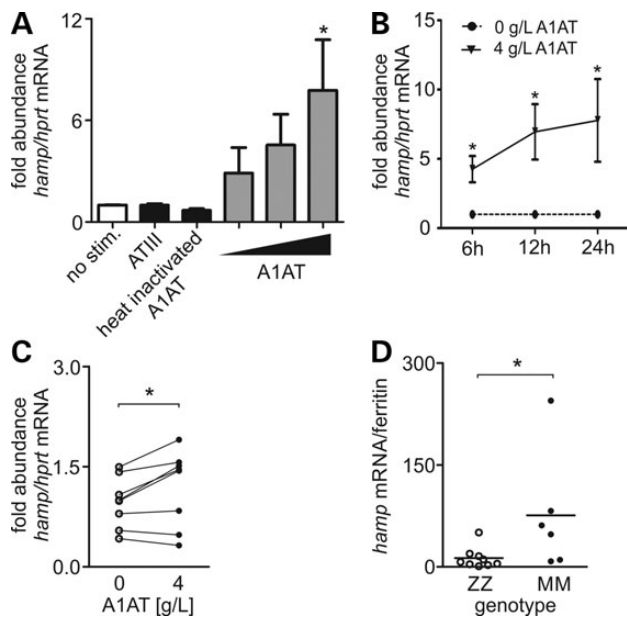 A
fold abundance
hamp/hprt mRNA
12
6
0
*
no stim.
ATIII
heat inactivated
A1AT
A1AT
B
0 g/L A1AT
4 g/L A1AT
fold abundance
hamp/hprt mRNA
15
10
5
0
*
*
*
6h
12h
24h
C
fold abundance
hamp/hprt mRNA
3.0
1.5
0.0
*
0
4
A1AT [g/L]
D
hamp mRNA/ferritin
300
150
0
*
ZZ
MM
genotype